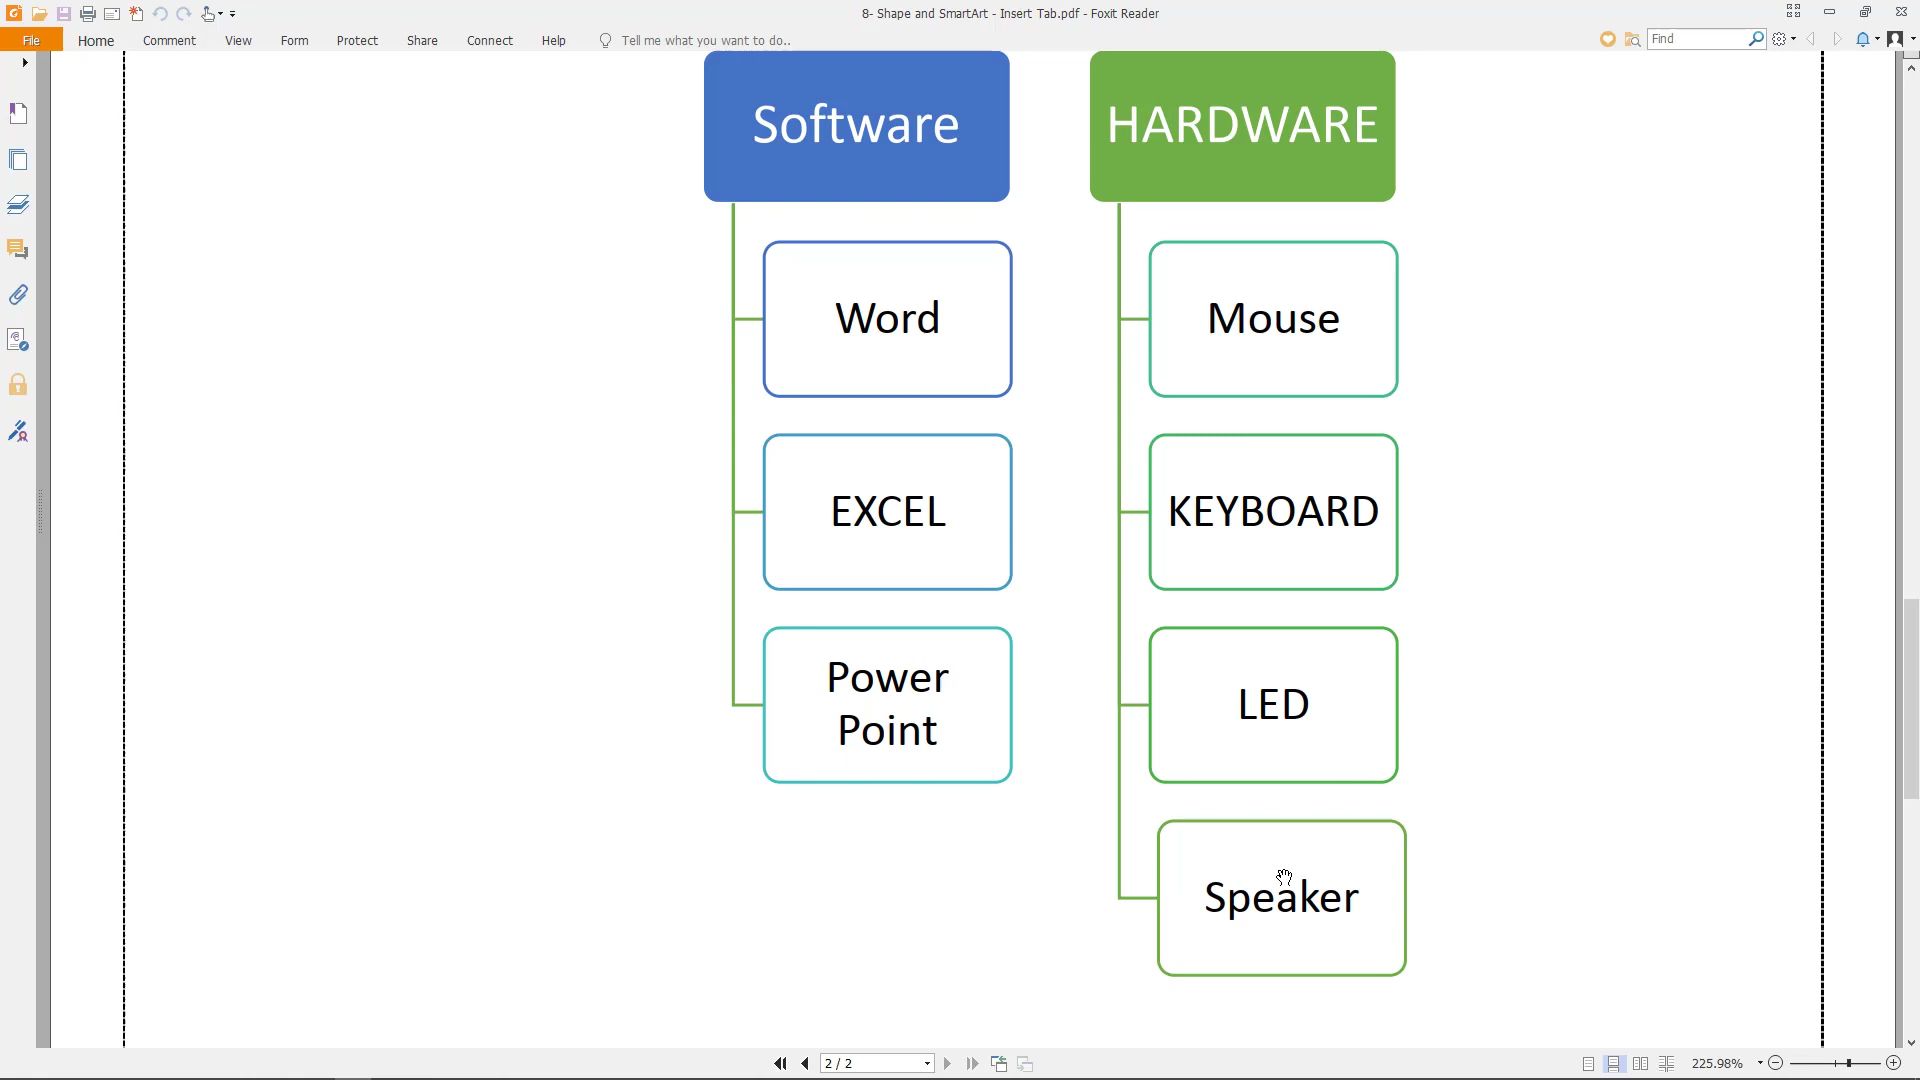 8- Shape and SmartArt - Insert Tab.pdf - Foxit Reader
File Home Comment View Form Protect Share Connect Help Tell me what you want to do.. Find
Software
HARDWARE
Word
Mouse
EXCEL
KEYBOARD
Power
Point
LED
Speaker
2 / 2
225.98%